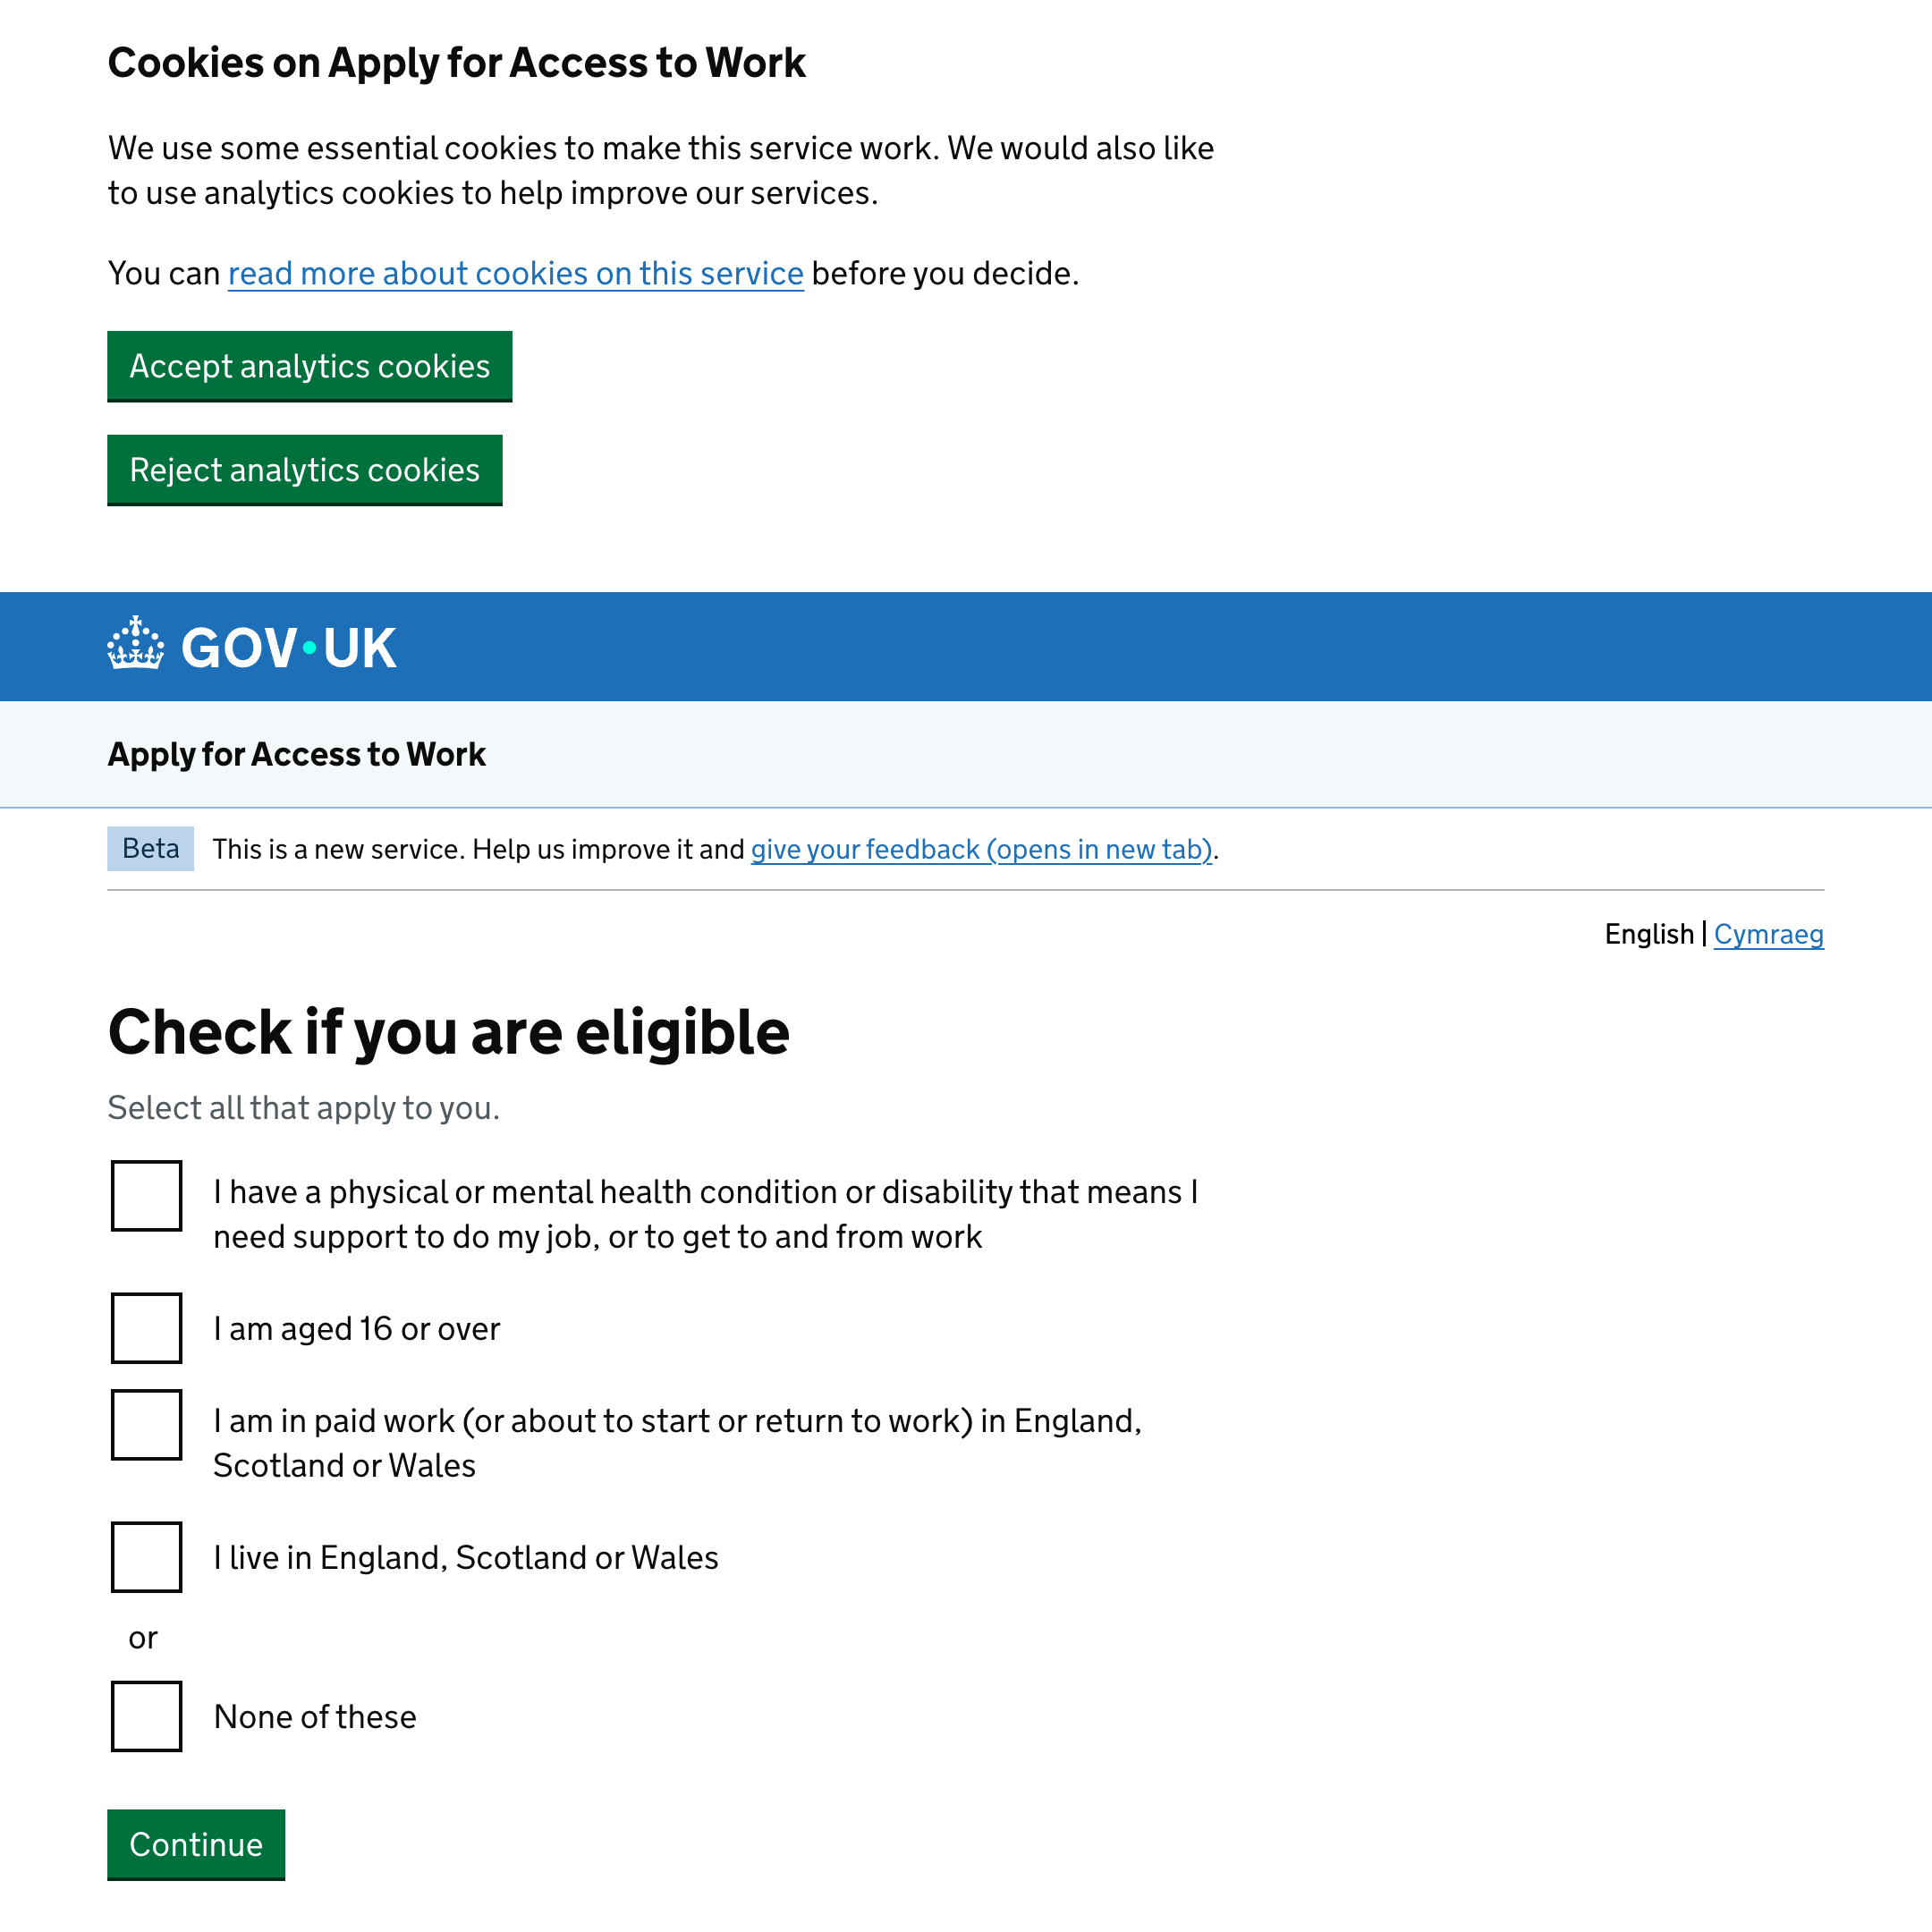 Cookies on Apply for Access to Work
We use some essential cookies to make this service work. We would also like
to use analytics cookies to help improve our services.
You can read more about cookies on this service before you decide.
Accept analytics cookies
Reject analytics cookies
GOV•UK
Apply for Access to Work
Beta This is a new service. Help us improve it and give your feedback (opens in new tab).
English | Cymraeg
Check if you are eligible
Select all that apply to you.
I have a physical or mental health condition or disability that means I
need support to do my job, or to get to and from work
I am aged 16 or over
I am in paid work (or about to start or return to work) in England,
Scotland or Wales
I live in England, Scotland or Wales
or
None of these
Continue